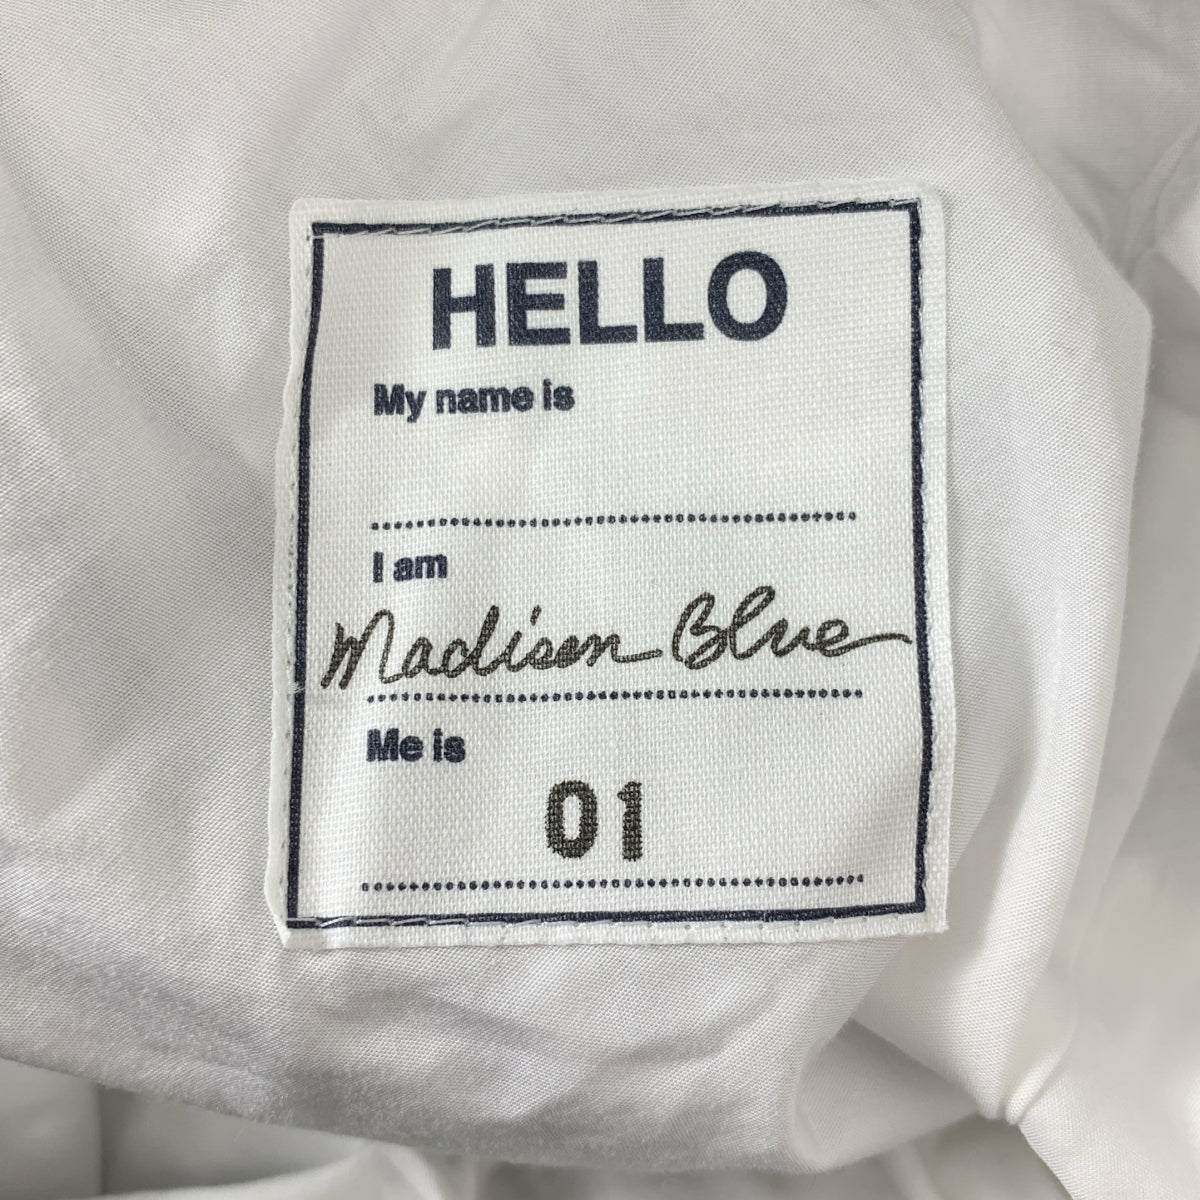 HELLO
My name is
I am
Madison Blue
Me is
01